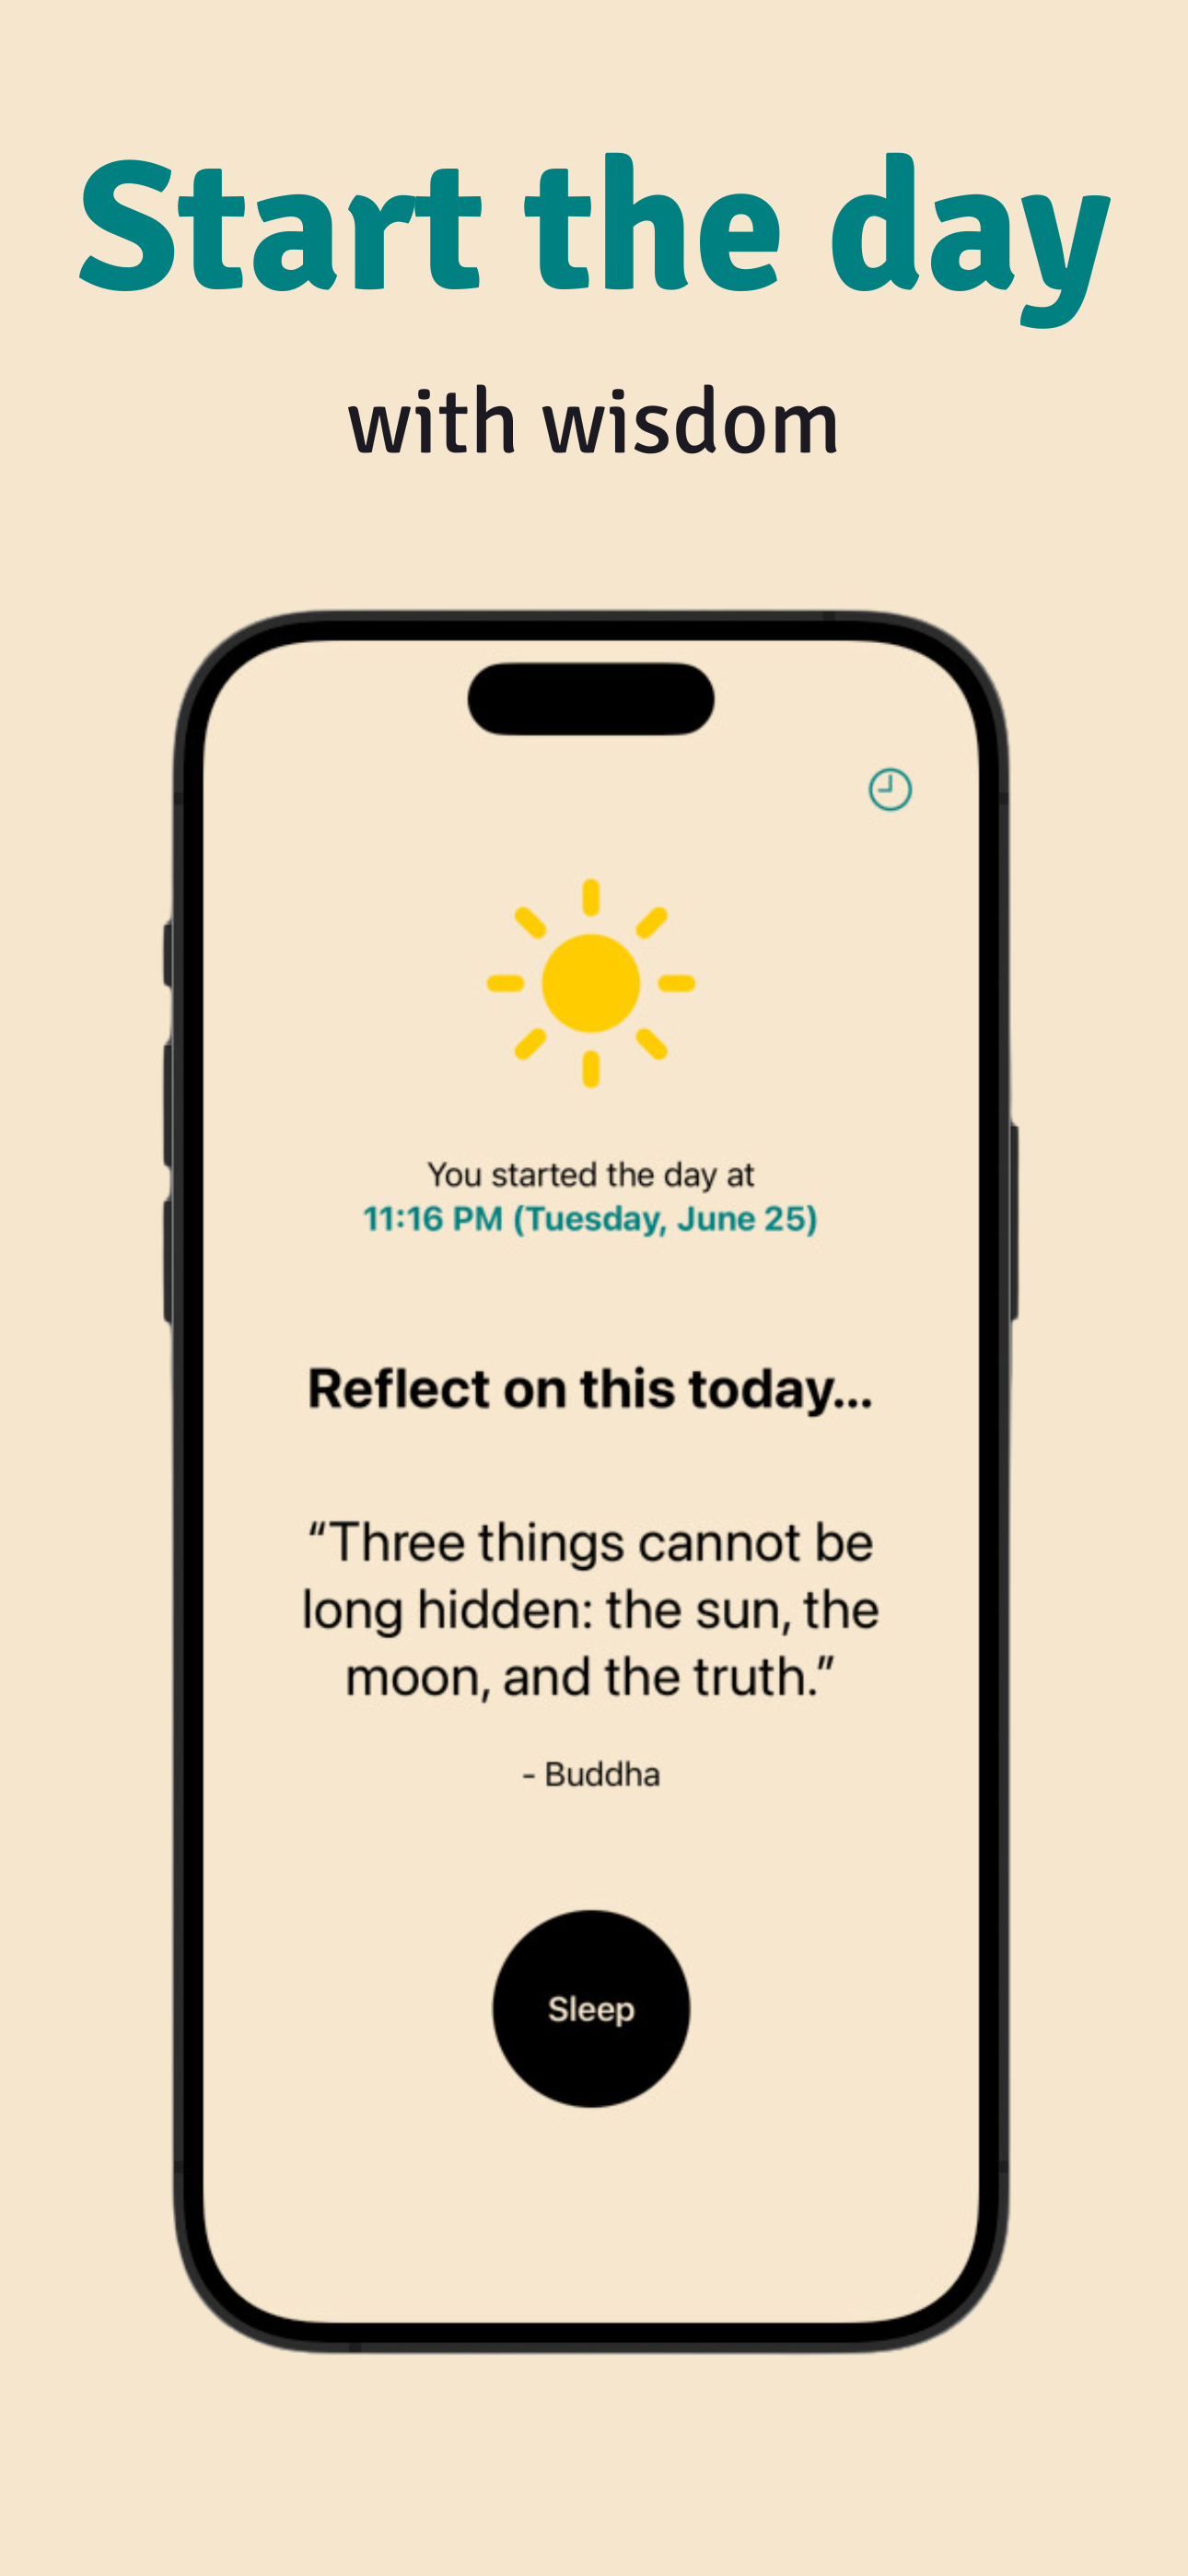 Start the day
with wisdom
You started the day at
11:16 PM (Tuesday, June 25)
Reflect on this today...
“Three things cannot be
long hidden: the sun, the
moon, and the truth.”
- Buddha
Sleep